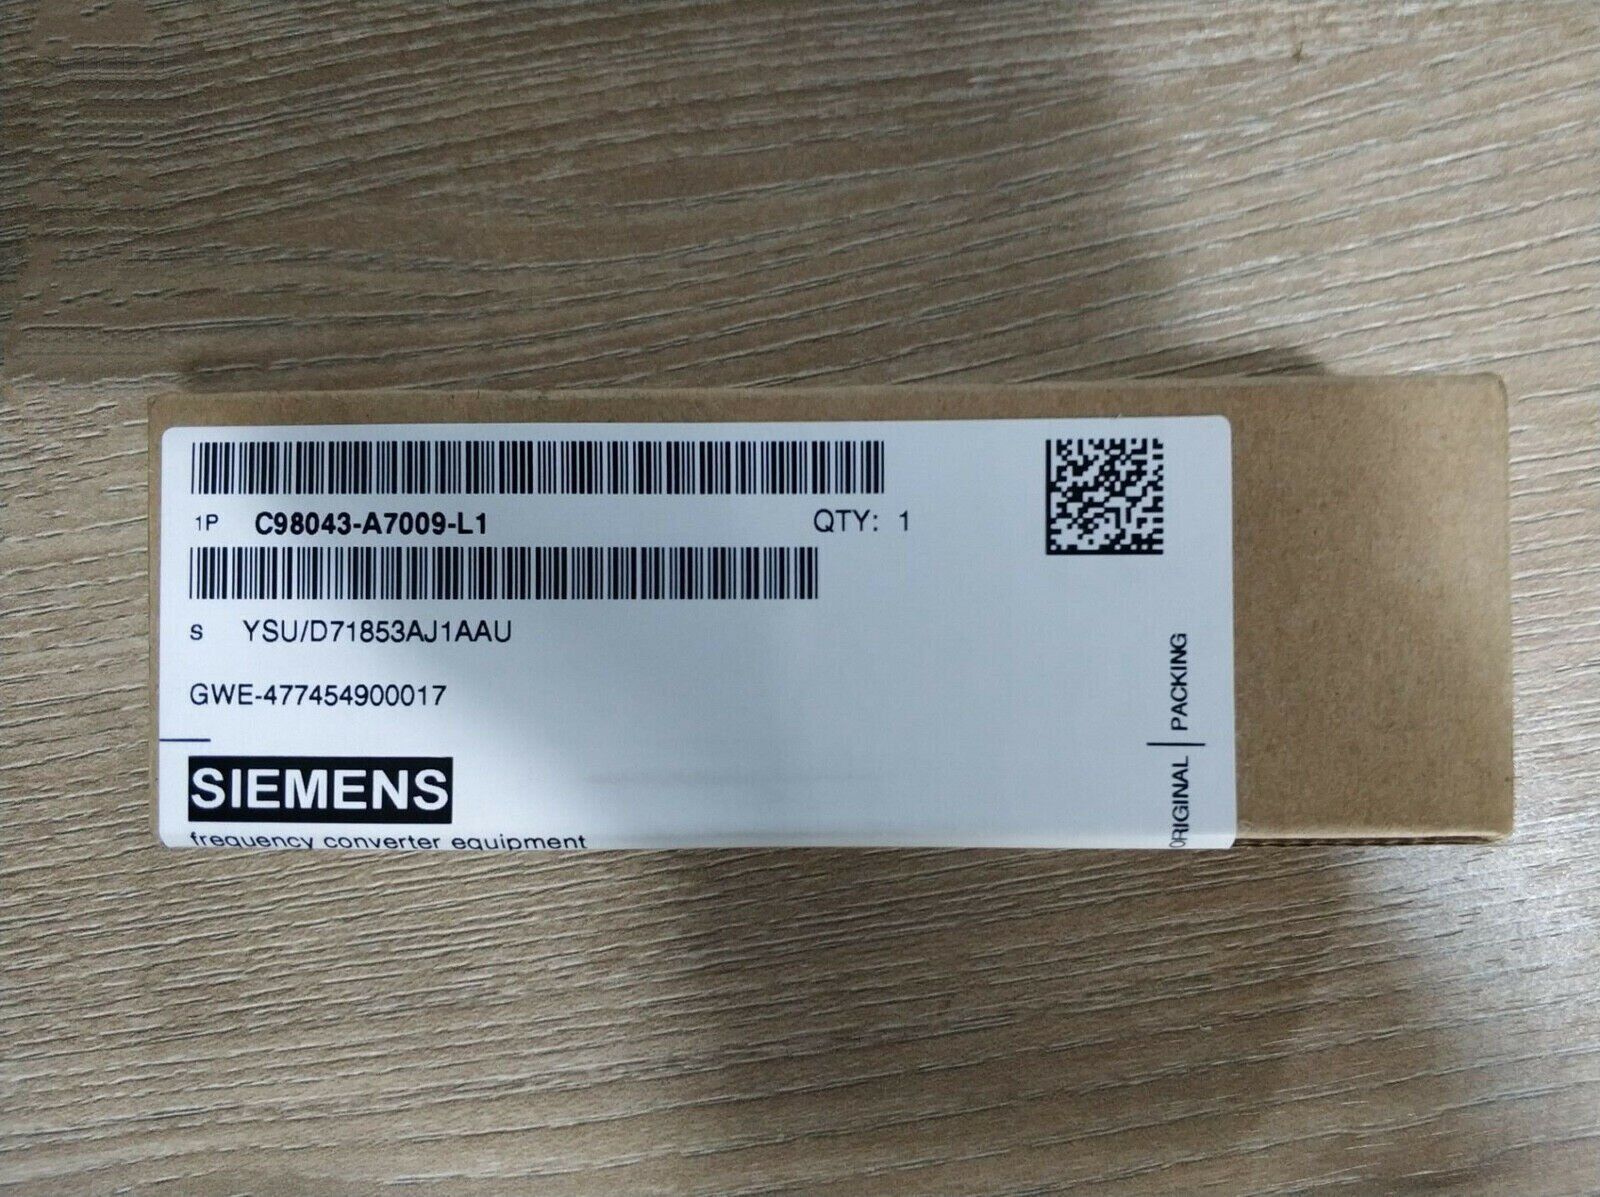 1P C98043-A7009-L1 QTY: 1
S YSU/D71853AJ1AAU
GWE-477454900017
SIEMENS
frequency converter equipment
ORIGINAL PACKING